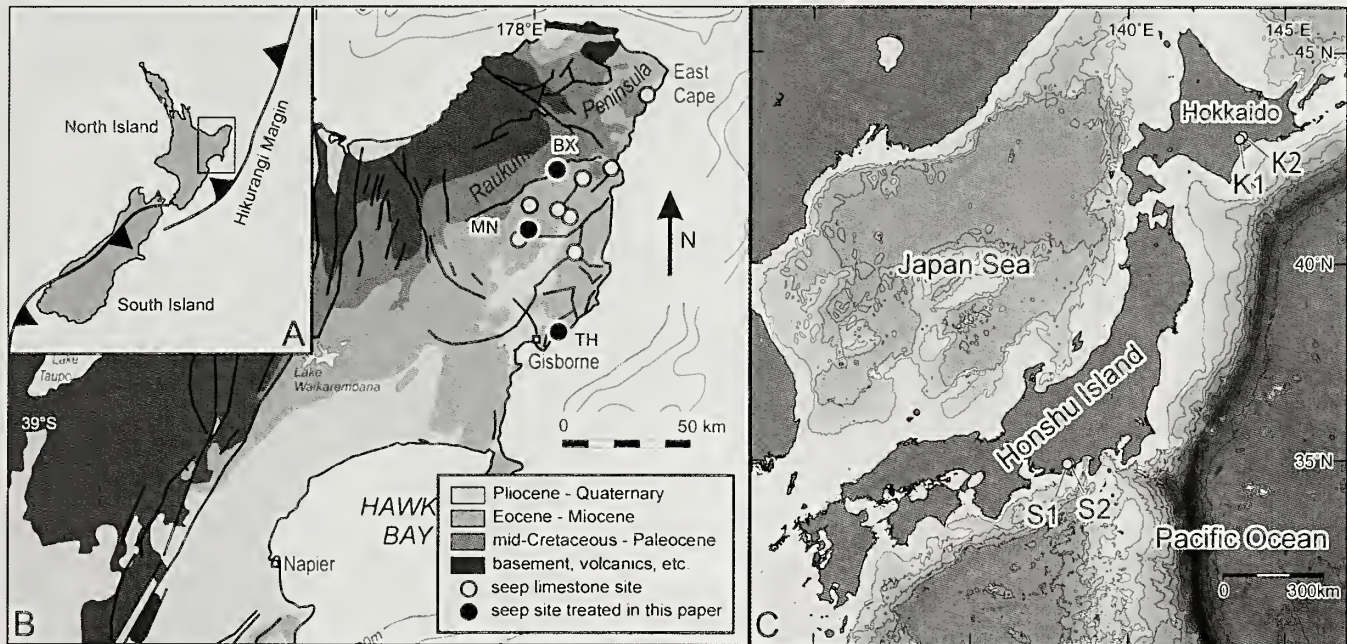 North Island
Hikurangi Margin
South Island
A
178°E
East
Cape
Peninsula
Raukum
BX
MN
N
TH
Gisborne
Lake
Taupo
Lake
Waikaremoana
39°S
0 50 km
HAWK
BAY
Napier
Pliocene - Quaternary
Eocene - Miocene
mid-Cretaceous - Paleocene
basement, volcanics, etc.
seep limestone site
seep site treated in this paper
B
140°E
145°E
45°N
Hokkaido
K1
K2
Japan Sea
40°N
Honshu Island
35°N
S1
S2
Pacific Ocean
0 300km
C